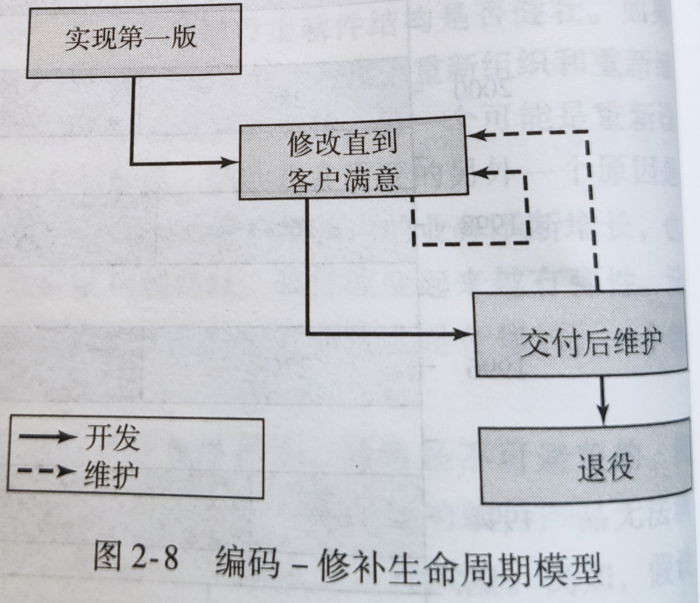 实现第一版
修改直到
客户满意
交付后维护
退役
开发
维护
图 2-8 编码－修补生命周期模型